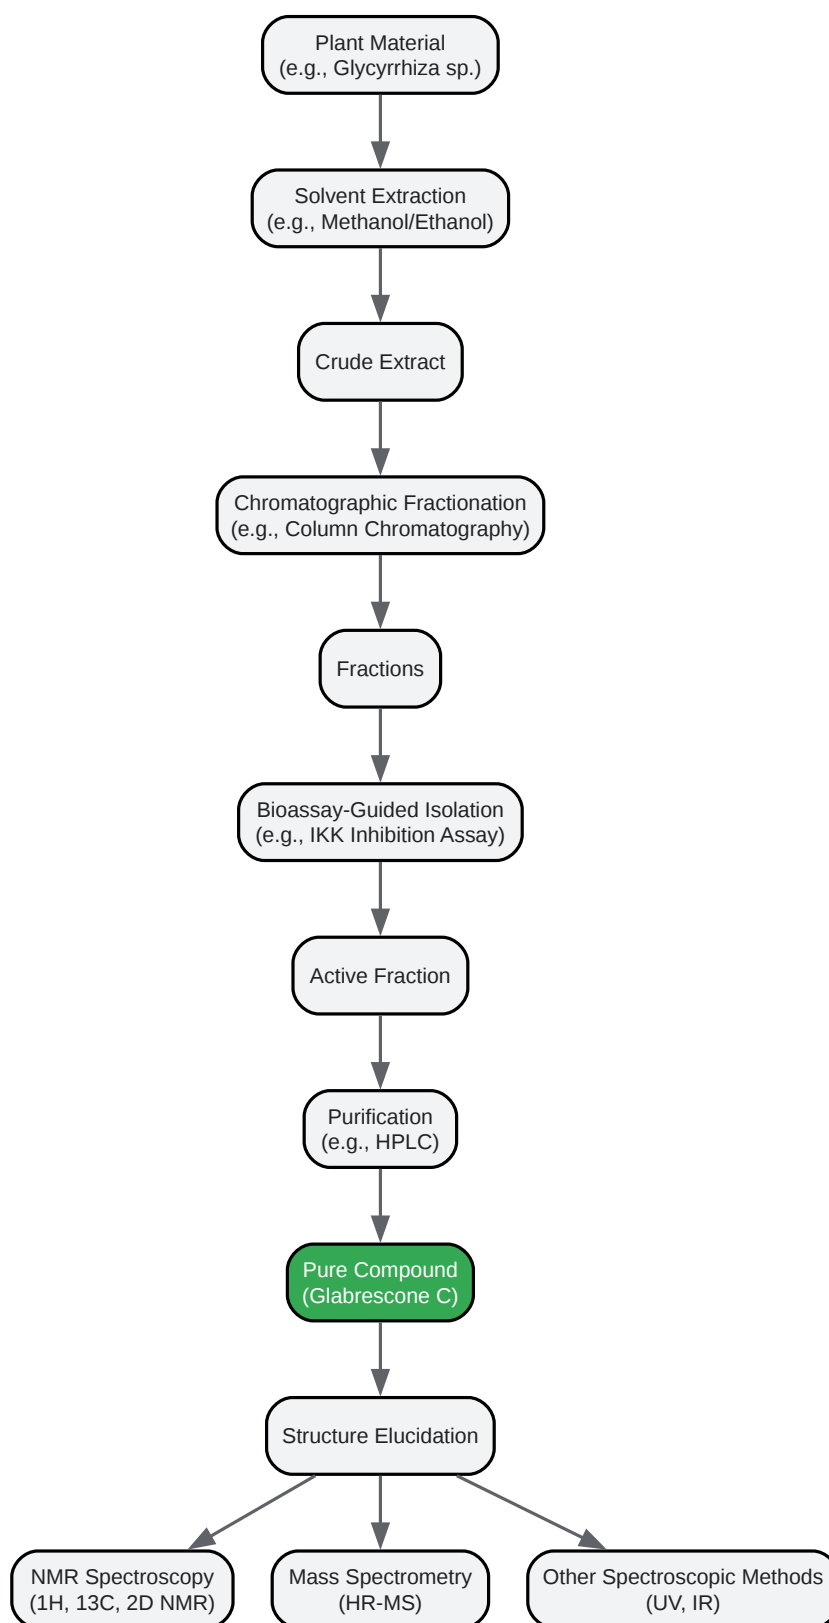 Plant Material
(e.g., Glycyrrhiza sp.)
Solvent Extraction
(e.g., Methanol/Ethanol)
Crude Extract
Chromatographic Fractionation
(e.g., Column Chromatography)
Fractions
Bioassay-Guided Isolation
(e.g., IKK Inhibition Assay)
Active Fraction
Purification
(e.g., HPLC)
Pure Compound
(Glabrescone C)
Structure Elucidation
NMR Spectroscopy
(1H, 13C, 2D NMR)
Mass Spectrometry
(HR-MS)
Other Spectroscopic Methods
(UV, IR)